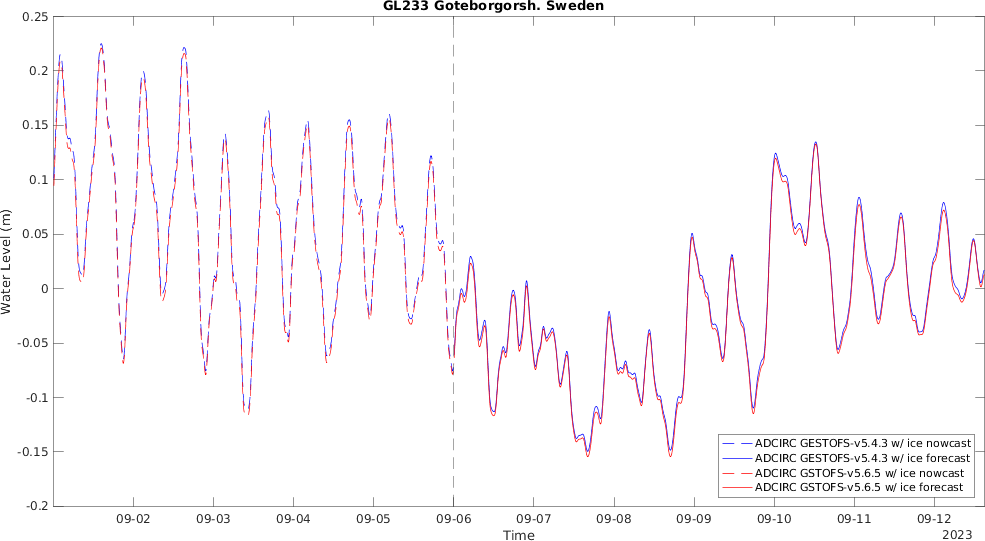 GL233 Goteborgorsh. Sweden
0.25
0.2
0.15
0.1
0.05
0
-0.05
-0.1
-0.15
-0.2
Water Level (m)
09-02 09-03 09-04 09-05 09-06 09-07 09-08 09-09 09-10 09-11 09-12
Time
2023
ADCIRC GESTOFS-v5.4.3 w/ ice nowcast
ADCIRC GESTOFS-v5.4.3 w/ ice forecast
ADCIRC GSTOFS-v5.6.5 w/ ice nowcast
ADCIRC GSTOFS-v5.6.5 w/ ice forecast